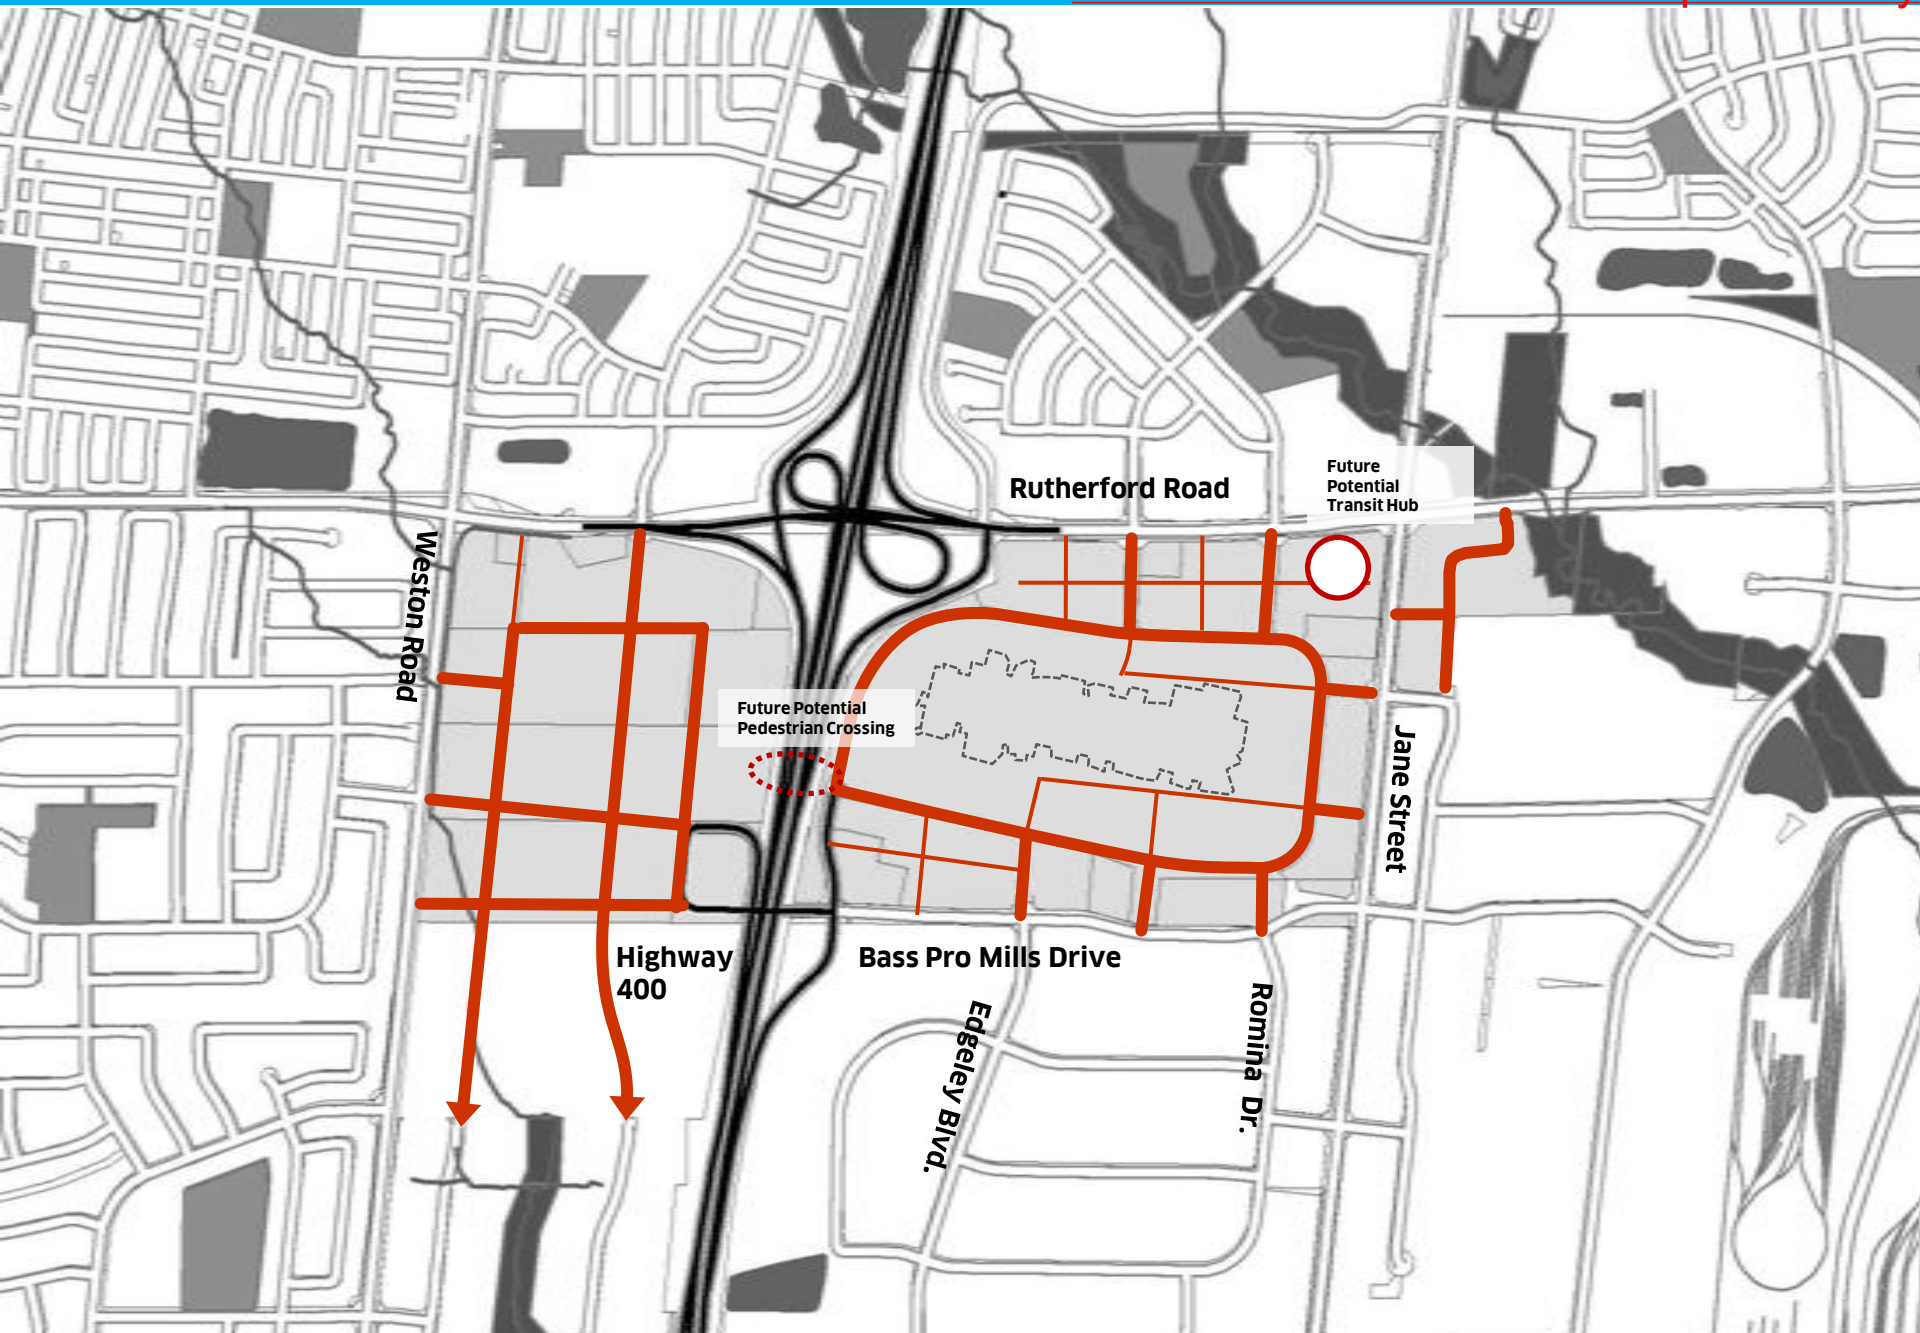 Rutherford Road
Future
Potential
Transit Hub
Weston Road
Future Potential
Pedestrian Crossing
Jane Street
Highway
400
Bass Pro Mills Drive
Edgeley Blvd.
Romina Dr.